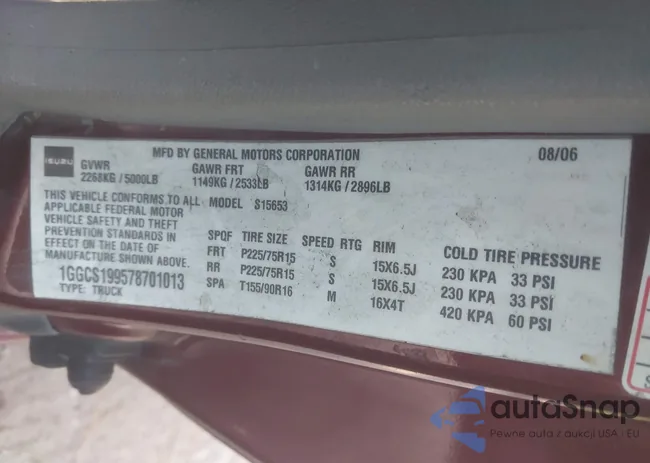 MFD BY GENERAL MOTORS CORPORATION 08/06
ISUZU GVWR GAWR FRT GAWR RR
2268KG / 5000LB 1149KG / 2533LB 1314KG / 2896LB
THIS VEHICLE CONFORMS TO ALL MODEL S15653
APPLICABLE FEDERAL MOTOR
VEHICLE SAFETY AND THEFT
PREVENTION STANDARDS IN
EFFECT ON THE DATE OF
MANUFACTURE SHOWN ABOVE.
1GGCS199578701013
TYPE: TRUCK
SPQF TIRE SIZE SPEED RTG RIM COLD TIRE PRESSURE
FRT P225/75R15 S 15X6.5J 230 KPA 33 PSI
RR P225/75R15 S 15X6.5J 230 KPA 33 PSI
SPA T155/90R16 M 16X4T 420 KPA 60 PSI
autaSnap
Pewne auta z aukcji USA - EU